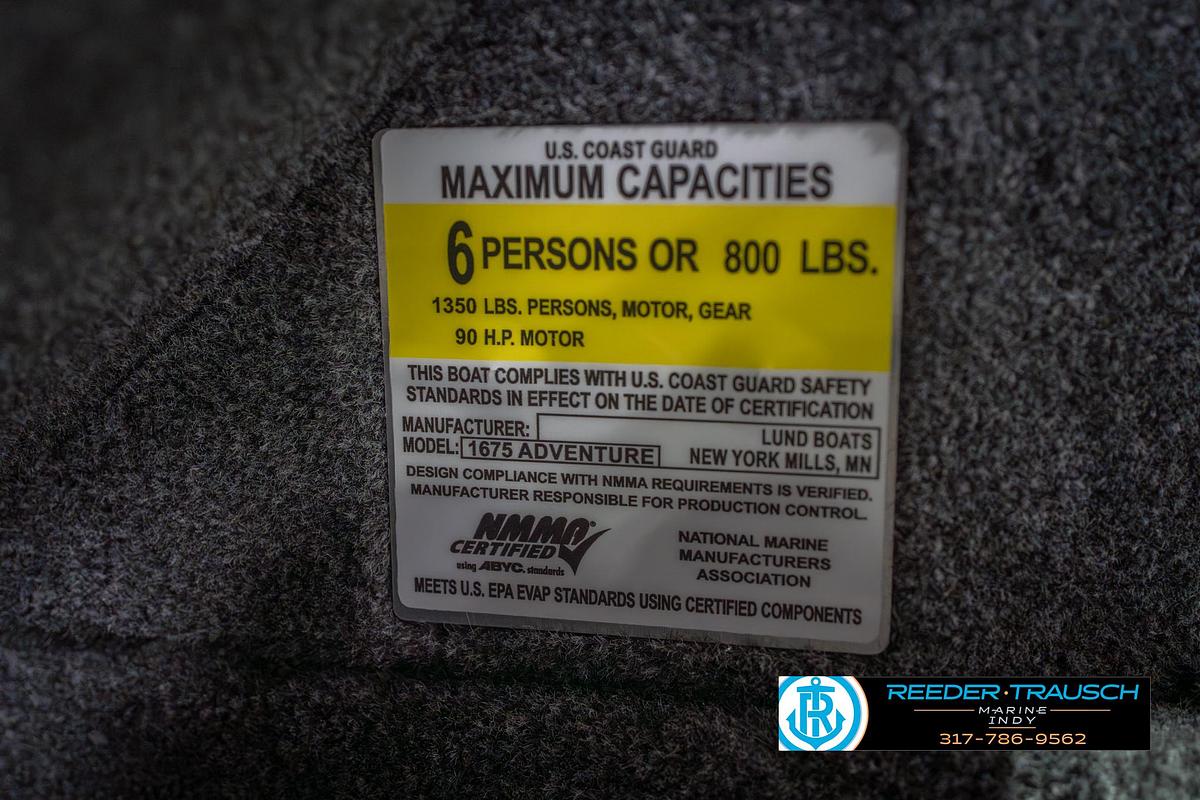 U.S. COAST GUARD
MAXIMUM CAPACITIES
6 PERSONS OR 800 LBS.
1350 LBS. PERSONS, MOTOR, GEAR
90 H.P. MOTOR
THIS BOAT COMPLIES WITH U.S. COAST GUARD SAFETY
STANDARDS IN EFFECT ON THE DATE OF CERTIFICATION
MANUFACTURER: LUND BOATS
MODEL: 1675 ADVENTURE NEW YORK MILLS, MN
DESIGN COMPLIANCE WITH NMMA REQUIREMENTS IS VERIFIED.
MANUFACTURER RESPONSIBLE FOR PRODUCTION CONTROL.
NMMA®
CERTIFIED
using ABYC. standards
NATIONAL MARINE
MANUFACTURERS
ASSOCIATION
MEETS U.S. EPA EVAP STANDARDS USING CERTIFIED COMPONENTS
REEDER·TRAUSCH
MARINE
INDY
317-786-9562